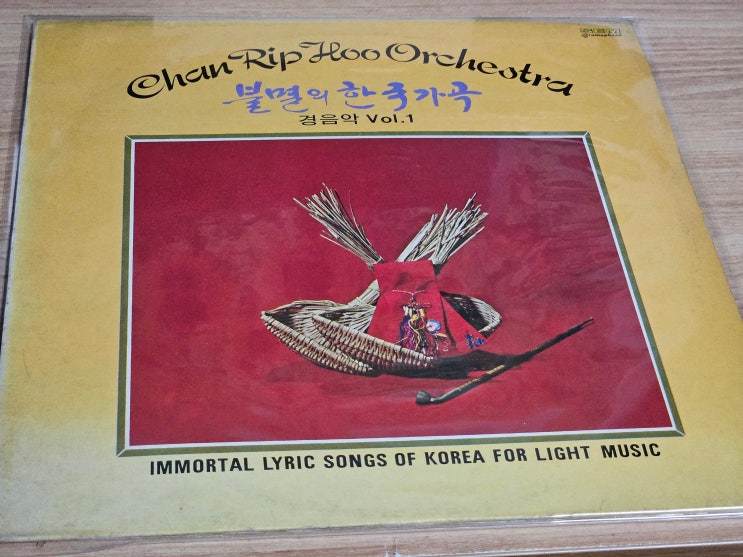 Chan Rip Hoo Orchestra
불멸의 한국가곡
경음악 Vol.1
IMMORTAL LYRIC SONGS OF KOREA FOR LIGHT MUSIC